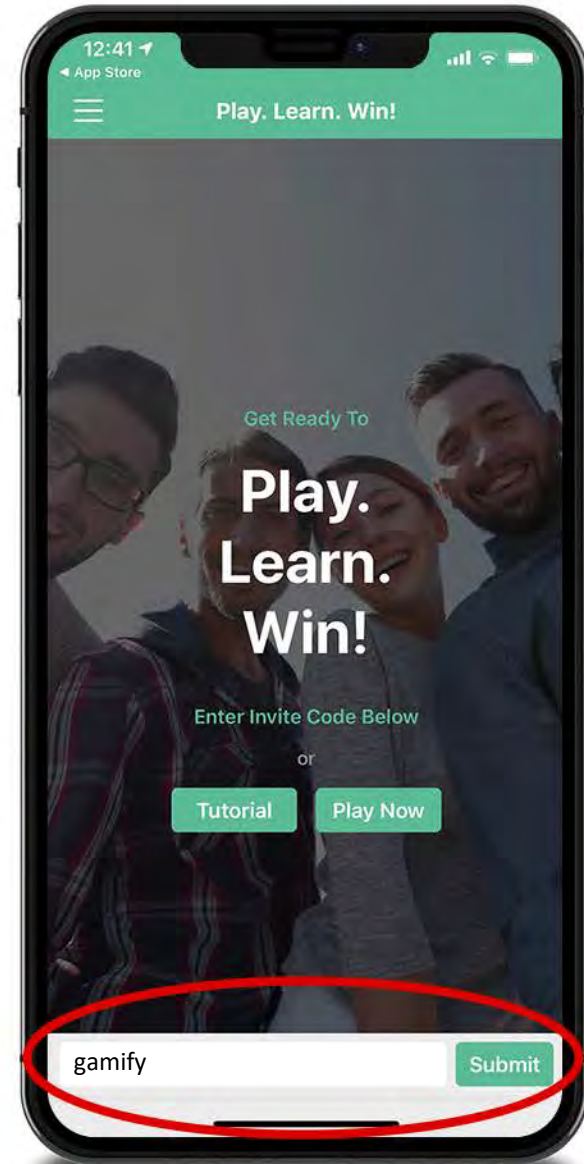 12:41
App Store
Play. Learn. Win!
Get Ready To
Play.
Learn.
Win!
Enter Invite Code Below
or
Tutorial Play Now
gamify Submit